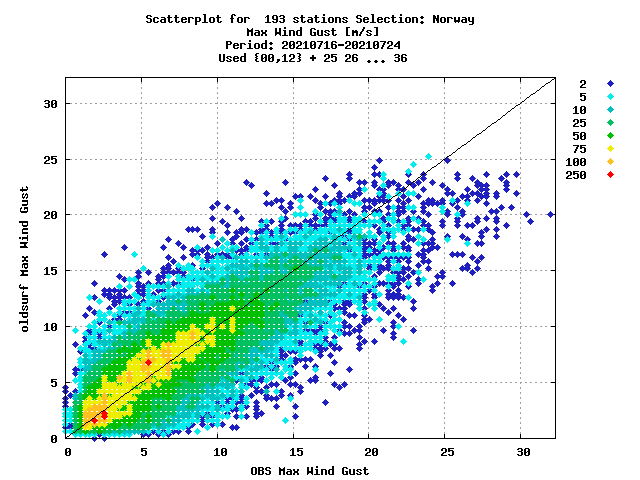 Scatterplot for  193 stations Selection: Norway
Max Wind Gust [m/s]
Period: 20210716-20210724
Used {00,12} + 25 26 ... 36
2
5
10
25
50
75
100
250
oldsurf Max Wind Gust
30
25
20
15
10
5
0
0 5 10 15 20 25 30
OBS Max Wind Gust